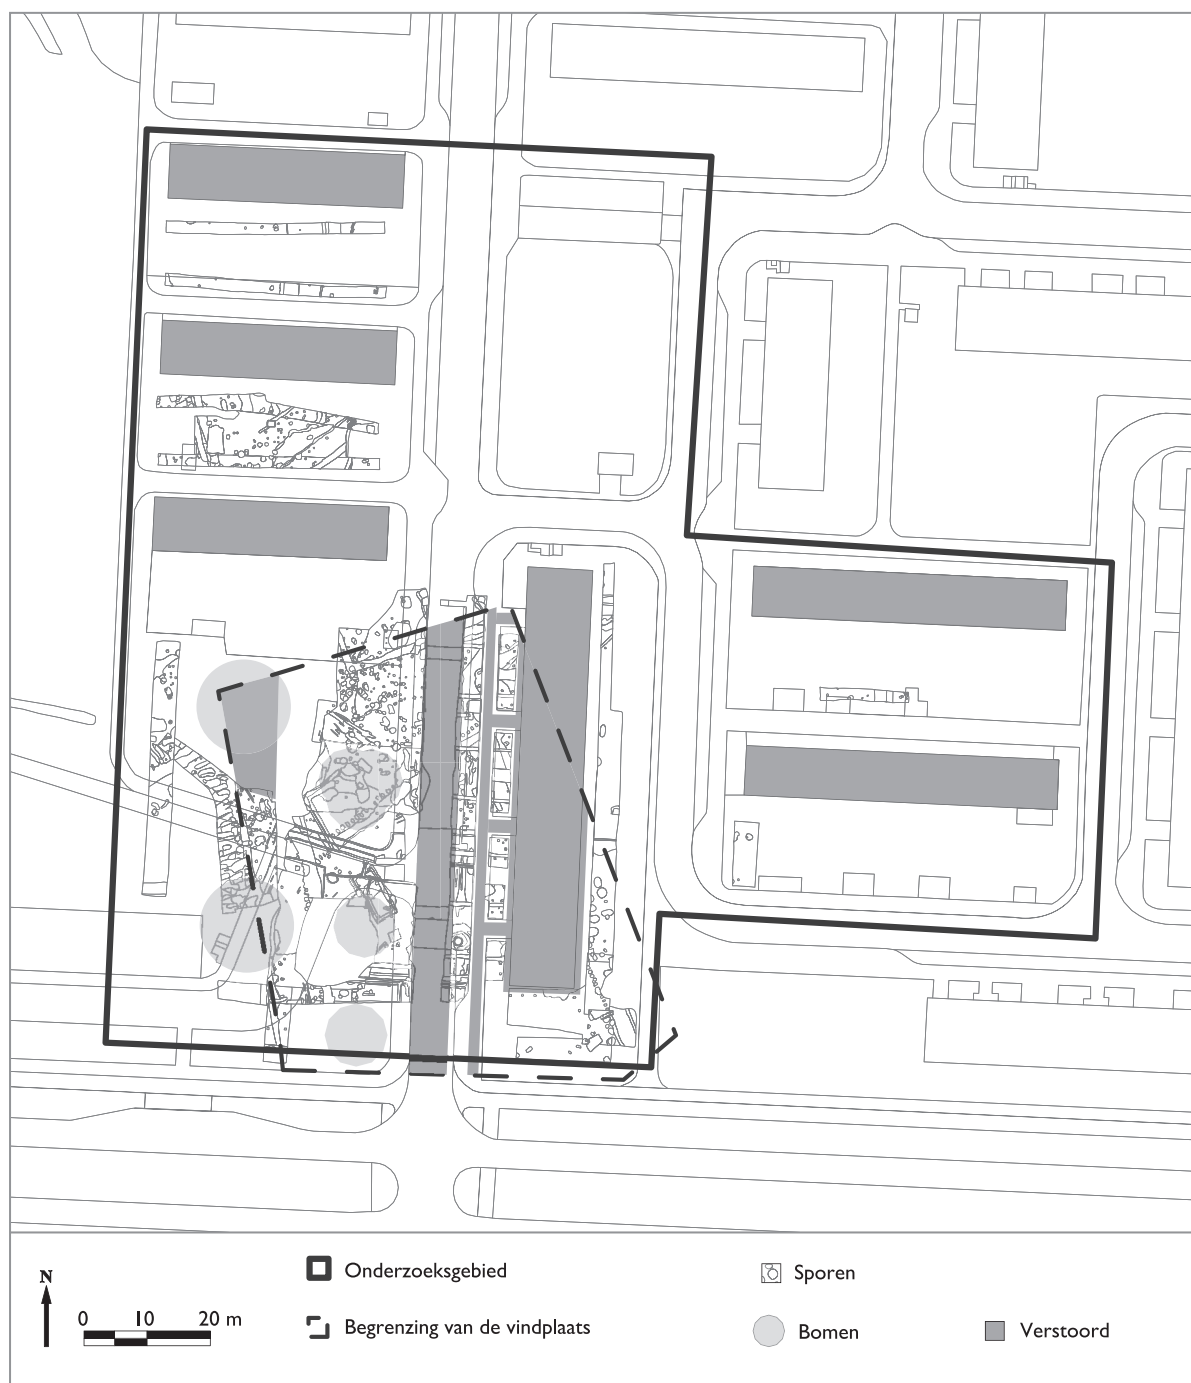 N
0 10 20 m
Onderzoeksgebied
Begrenzing van de vindplaats
Sporen
Bomen
Verstoord